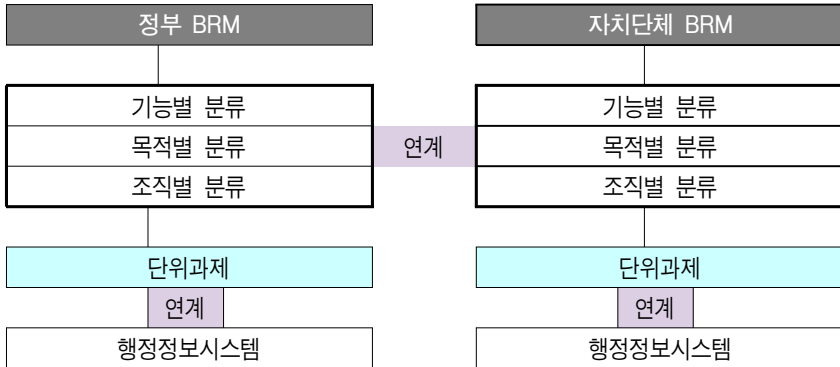 정부 BRM 자치단체 BRM
기능별 분류 기능별 분류
목적별 분류 연계 목적별 분류
조직별 분류 조직별 분류
단위과제 단위과제
연계 연계
행정정보시스템 행정정보시스템